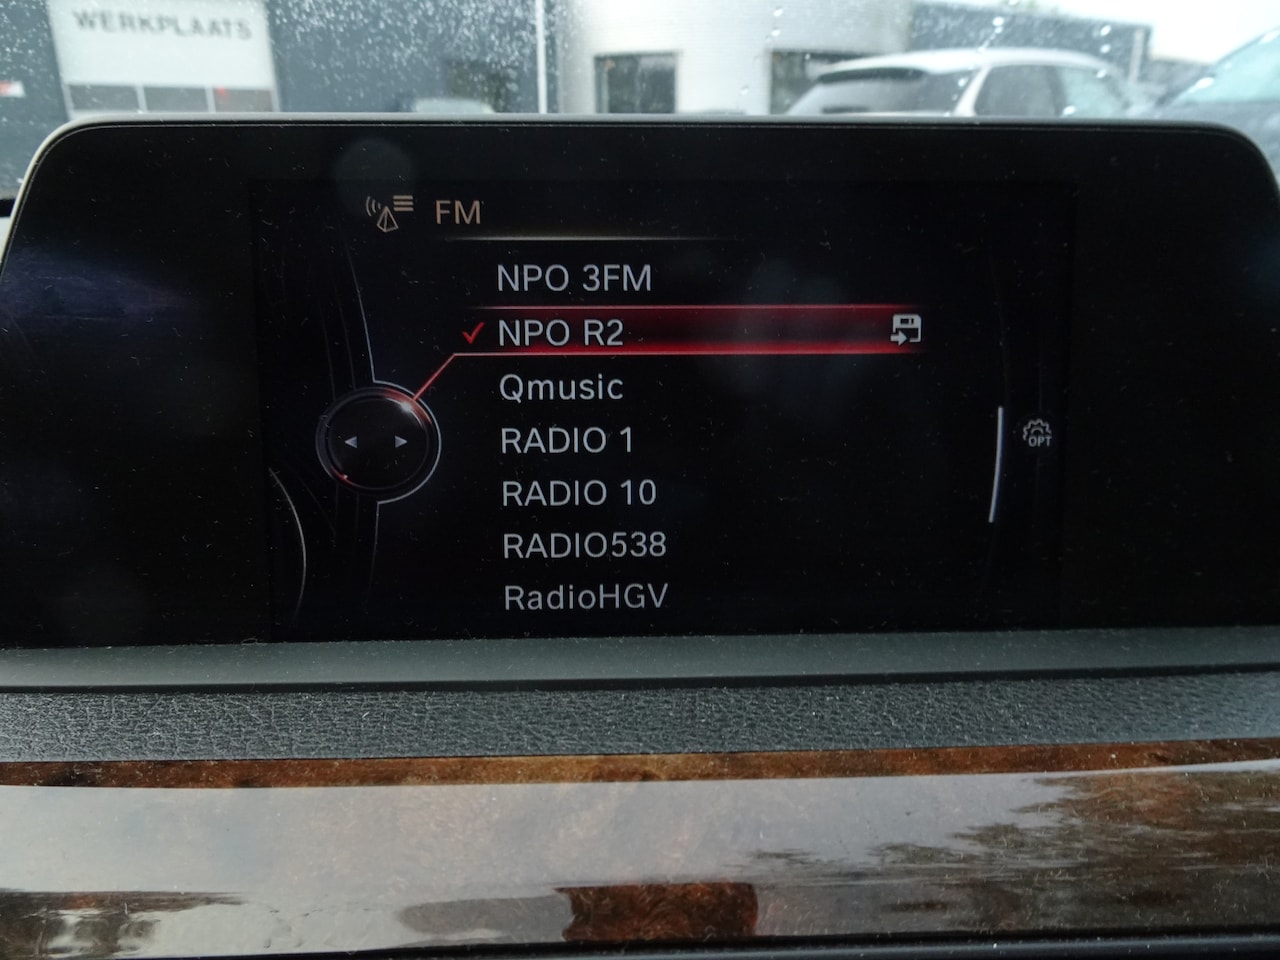 WERKPLAATS
FM
NPO 3FM
NPO R2
Qmusic
RADIO 1
OPT
RADIO 10
RADIO538
RadioHGV